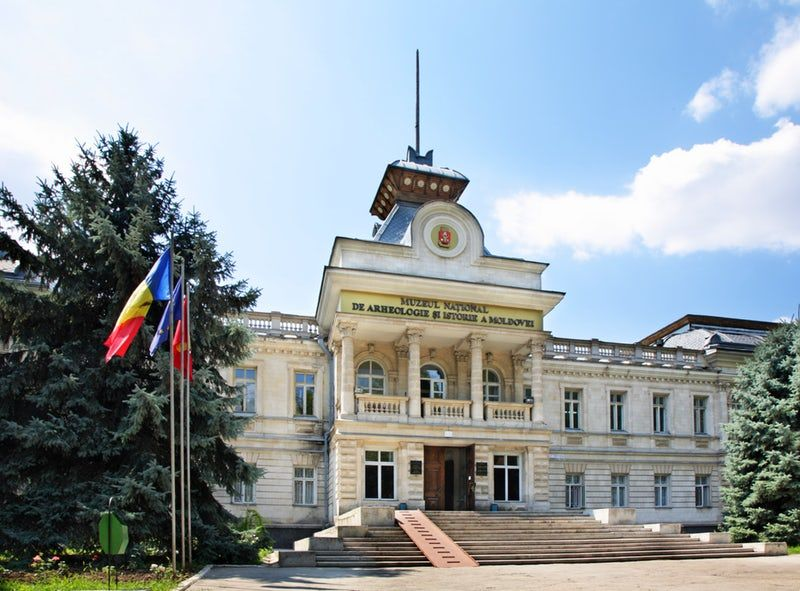 MUZEUL NAȚIONAL
DE ARHEOLOGIE ȘI ISTORIE A MOLDOVEI